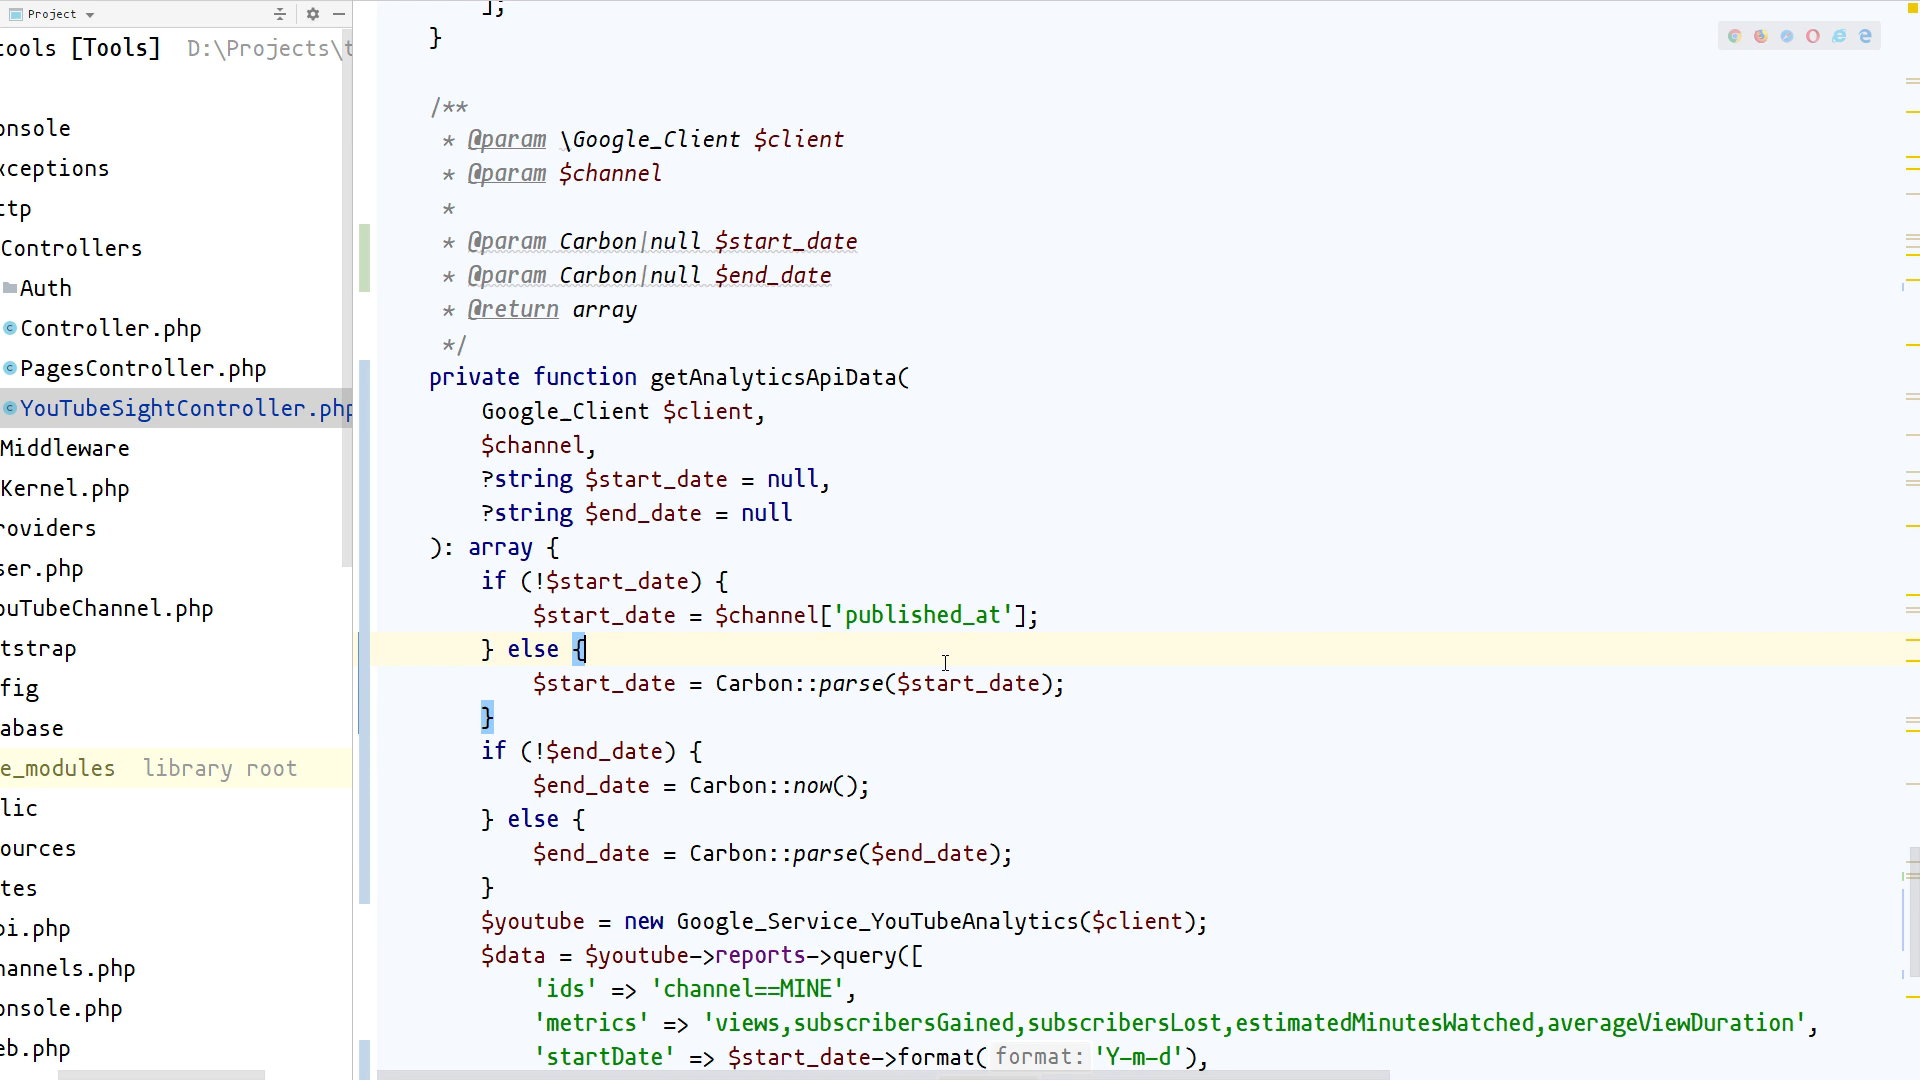 Project
tools [Tools] D:\Projects\t
onsole
xceptions
ttp
Controllers
Auth
Controller.php
PagesController.php
YouTubeSightController.php
Middleware
Kernel.php
roviders
ser.php
ouTubeChannel.php
tstrap
fig
abase
e_modules library root
lic
ources
tes
pi.php
hannels.php
onsole.php
eb.php
];
}
/**
* @param \Google_Client $client
* @param $channel
*
* @param Carbon|null $start_date
* @param Carbon|null $end_date
* @return array
*/
private function getAnalyticsApiData(
Google_Client $client,
$channel,
?string $start_date = null,
?string $end_date = null
): array {
if (!$start_date) {
$start_date = $channel['published_at'];
} else {
$start_date = Carbon::parse($start_date);
}
if (!$end_date) {
$end_date = Carbon::now();
} else {
$end_date = Carbon::parse($end_date);
}
$youtube = new Google_Service_YouTubeAnalytics($client);
$data = $youtube->reports->query([
'ids' => 'channel==MINE',
'metrics' => 'views,subscribersGained,subscribersLost,estimatedMinutesWatched,averageViewDuration',
'startDate' => $start_date->format( format: 'Y-m-d'),